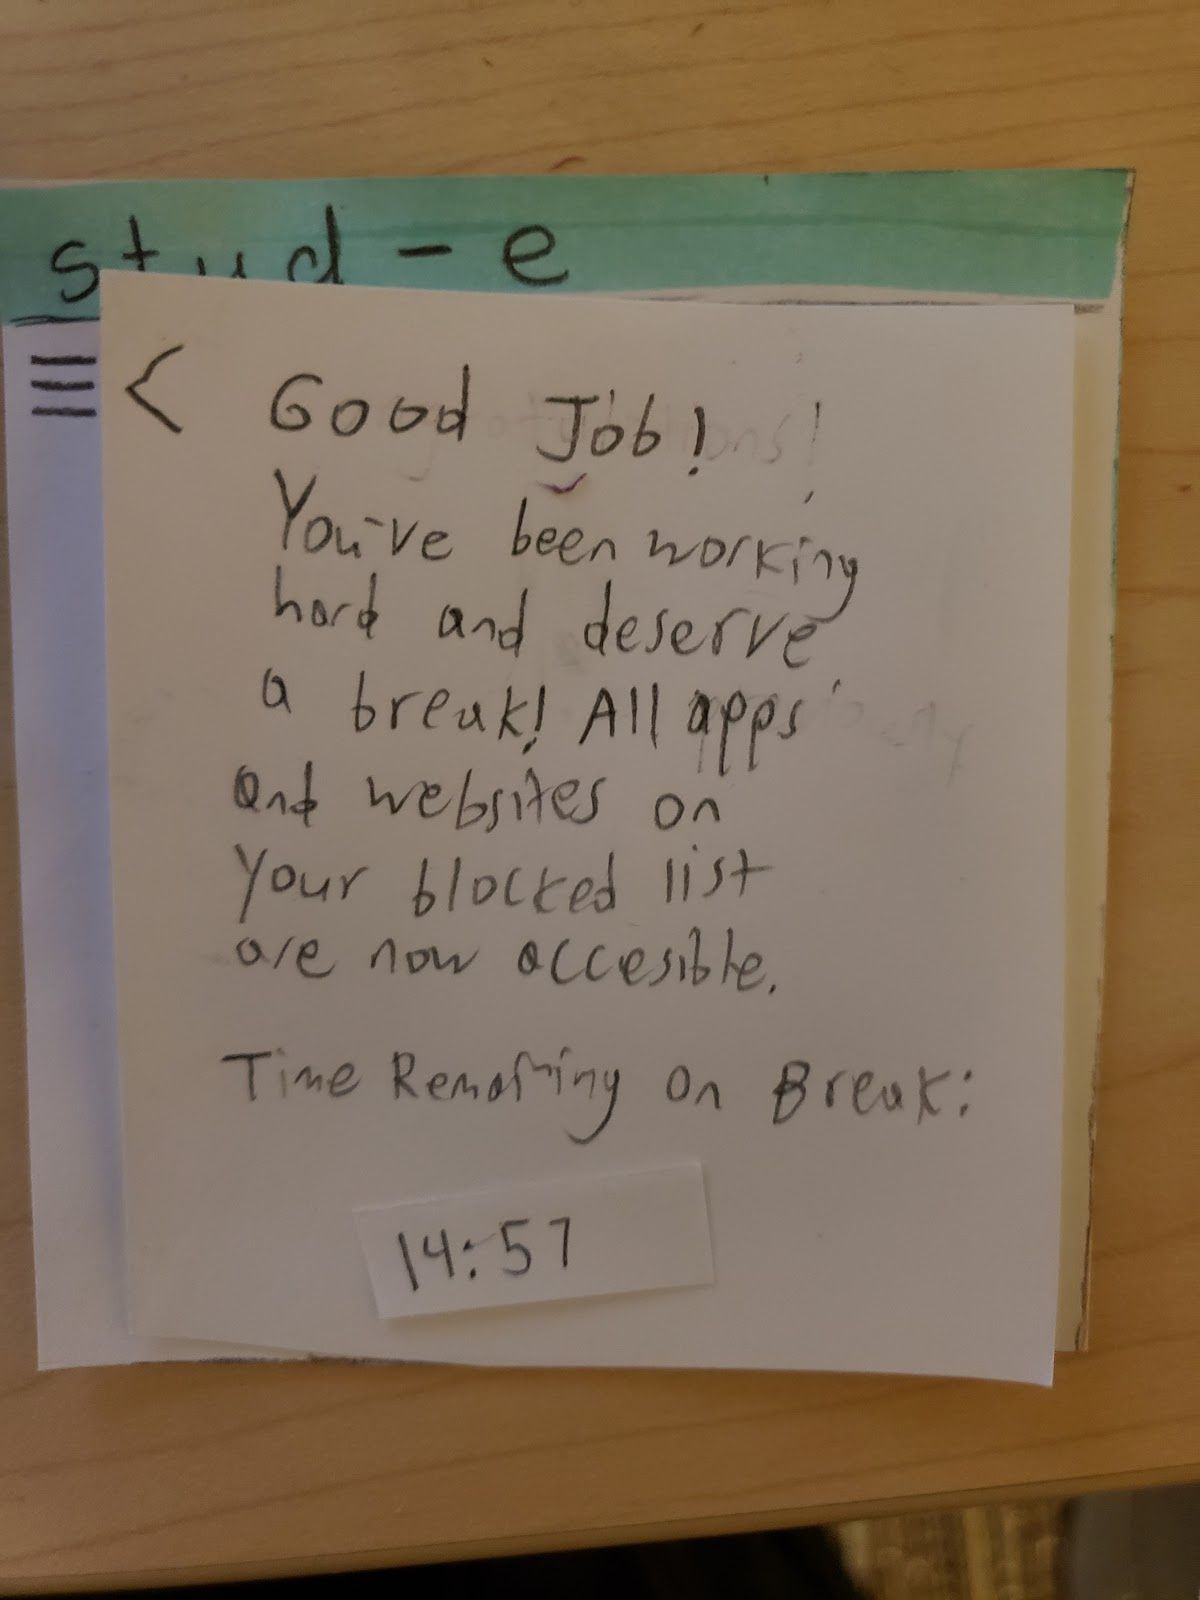 stud-e
Good Job!
You've been working
hard and deserve
a break! All apps
and websites on
your blocked list
are now accesible.
Time Remaining on Break:
14:57